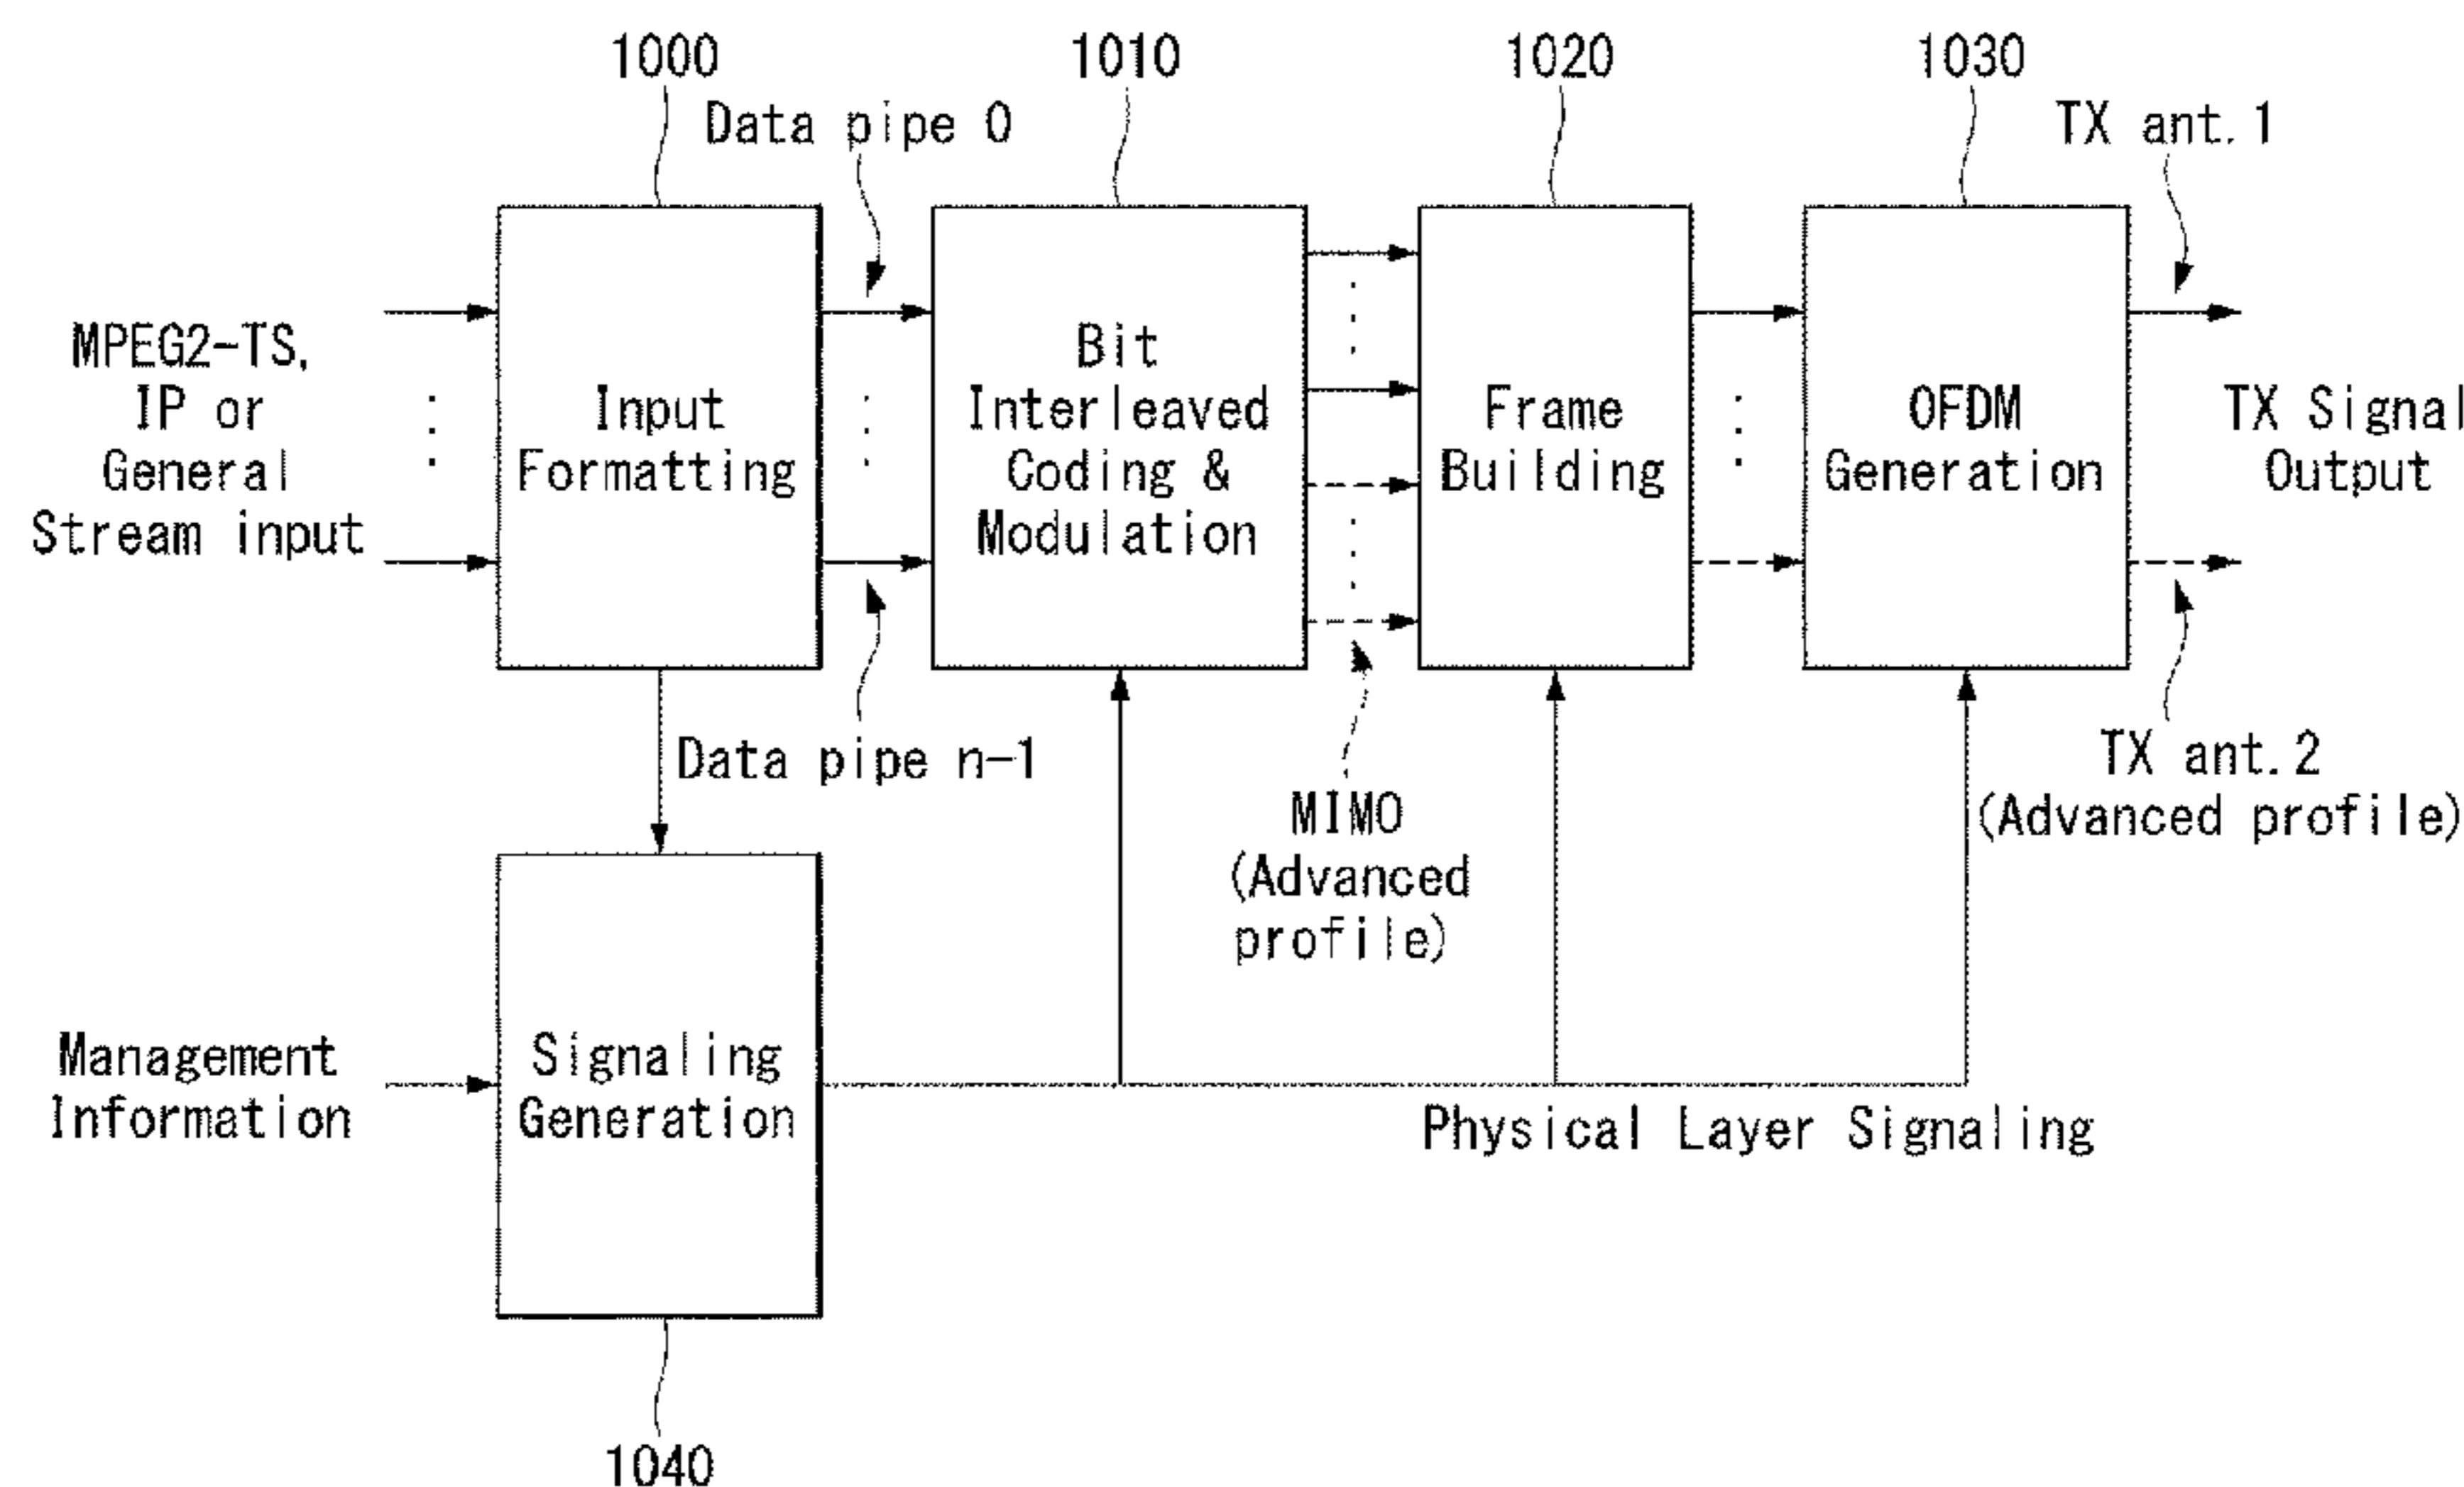 1000
1010
1020
1030
Data pipe 0
TX ant.1
MPEG2-TS,
IP or
General
Stream input
Input
Formatting
Bit
Interleaved
Coding &
Modulation
Frame
Building
OFDM
Generation
TX Signal
Output
Data pipe n-1
MIMO
(Advanced
profile)
TX ant.2
(Advanced profile)
Management
Information
Signaling
Generation
Physical Layer Signaling
1040